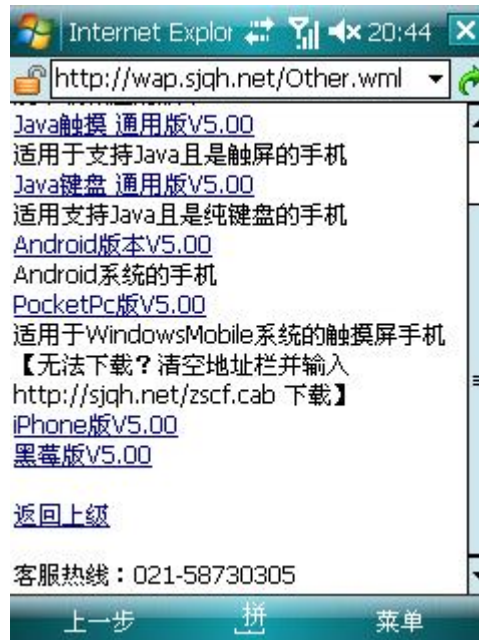 Internet Explor 20:44
http://wap.sjqh.net/Other.wml
Java触摸 通用版V5.00
适用于支持Java且是触屏的手机
Java键盘 通用版V5.00
适用支持Java且是纯键盘的手机
Android版本V5.00
Android系统的手机
PocketPc版V5.00
适用于WindowsMobile系统的触摸屏手机
【无法下载？清空地址栏并输入
http://sjqh.net/zscf.cab 下载】
iPhone版V5.00
黑莓版V5.00
返回上级
客服热线：021-58730305
上一步 拼 菜单